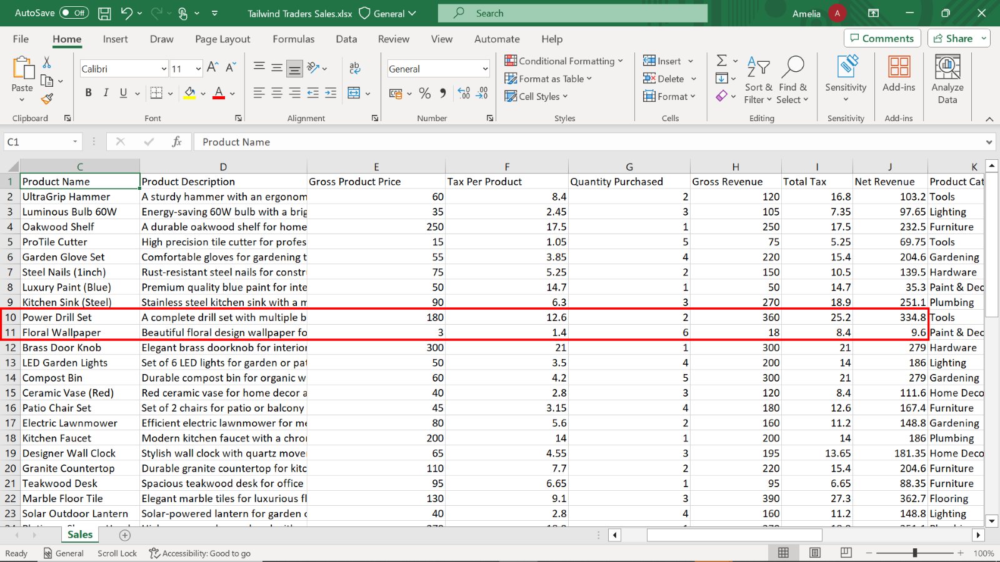 AutoSave Off Tailwind Traders Sales.xlsx General Search Amelia A
File Home Insert Draw Page Layout Formulas Data Review View Automate Help Comments Share
Paste Calibri 11 General Conditional Formatting Format as Table Cell Styles Insert Delete Format Sort & Filter Find & Select Sensitivity Add-ins Analyze Data
Clipboard Font Alignment Number Styles Cells Editing Sensitivity Add-ins
C1 fx Product Name
C D E F G H I J K
1 Product Name Product Description Gross Product Price Tax Per Product Quantity Purchased Gross Revenue Total Tax Net Revenue Product Cat
2 UltraGrip Hammer A sturdy hammer with an ergonom 60 8.4 2 120 16.8 103.2 Tools
3 Luminous Bulb 60W Energy-saving 60W bulb with a brig 35 2.45 3 105 7.35 97.65 Lighting
4 Oakwood Shelf A durable oakwood shelf for home 250 17.5 1 250 17.5 232.5 Furniture
5 ProTile Cutter High precision tile cutter for profes 15 1.05 5 75 5.25 69.75 Tools
6 Garden Glove Set Comfortable gloves for gardening t 55 3.85 4 220 15.4 204.6 Gardening
7 Steel Nails (1inch) Rust-resistant steel nails for constr 75 5.25 2 150 10.5 139.5 Hardware
8 Luxury Paint (Blue) Premium quality blue paint for inte 50 14.7 1 50 14.7 35.3 Paint & Dec
9 Kitchen Sink (Steel) Stainless steel kitchen sink with a m 90 6.3 3 270 18.9 251.1 Plumbing
10 Power Drill Set A complete drill set with multiple b 180 12.6 2 360 25.2 334.8 Tools
11 Floral Wallpaper Beautiful floral design wallpaper fo 3 1.4 6 18 8.4 9.6 Paint & Dec
12 Brass Door Knob Elegant brass doorknob for interior 300 21 1 300 21 279 Hardware
13 LED Garden Lights Set of 6 LED lights for garden or pat 50 3.5 4 200 14 186 Lighting
14 Compost Bin Durable compost bin for organic w 60 4.2 5 300 21 279 Gardening
15 Ceramic Vase (Red) Red ceramic vase for home decor a 40 2.8 3 120 8.4 111.6 Home Deco
16 Patio Chair Set Set of 2 chairs for patio or balcony 45 3.15 4 180 12.6 167.4 Furniture
17 Electric Lawnmower Efficient electric lawnmower for me 80 5.6 2 160 11.2 148.8 Gardening
18 Kitchen Faucet Modern kitchen faucet with a chro 200 14 1 200 14 186 Plumbing
19 Designer Wall Clock Stylish wall clock with quartz move 65 4.55 3 195 13.65 181.35 Home Deco
20 Granite Countertop Durable granite countertop for kitc 110 7.7 2 220 15.4 204.6 Furniture
21 Teakwood Desk Spacious teakwood desk for office 95 6.65 1 95 6.65 88.35 Furniture
22 Marble Floor Tile Elegant marble tiles for luxurious fl 130 9.1 3 390 27.3 362.7 Flooring
23 Solar Outdoor Lantern Solar-powered lantern for garden o 40 2.8 4 160 11.2 148.8 Lighting
Sales
Ready General Scroll Lock Accessibility: Good to go 100%